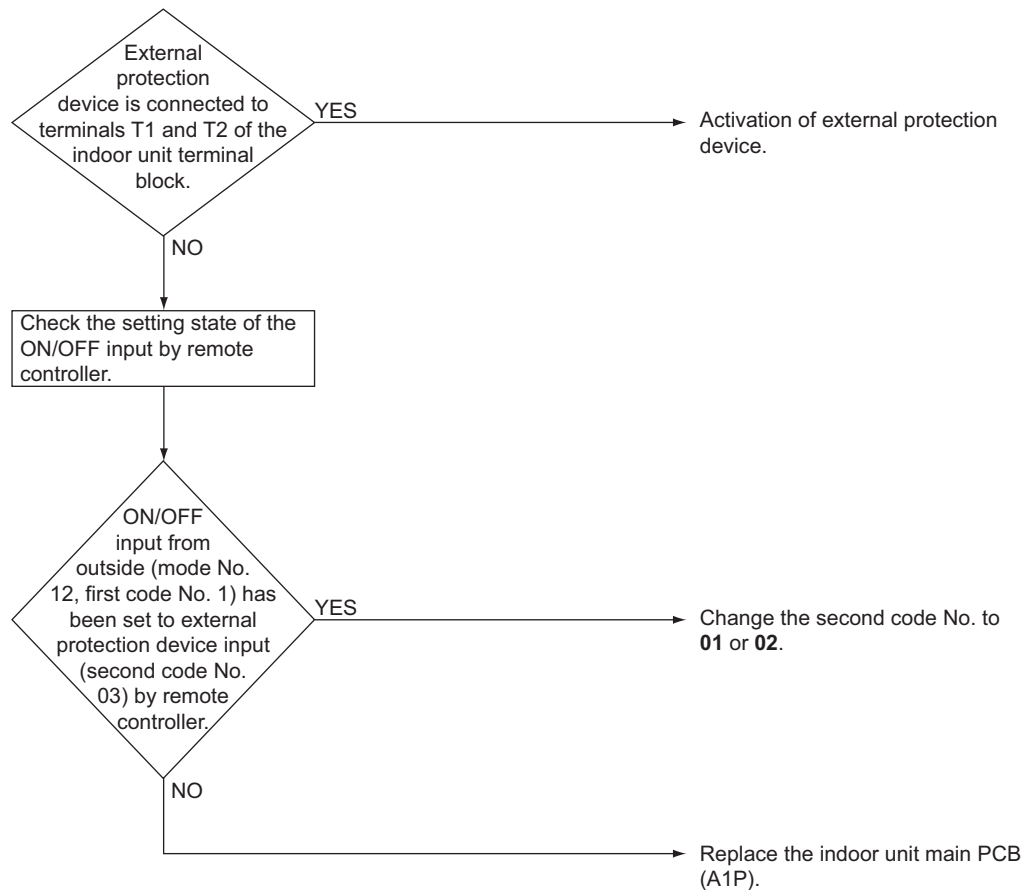 External
protection
device is connected to
terminals T1 and T2 of the
indoor unit terminal
block.
YES
Activation of external protection
device.
NO
Check the setting state of the
ON/OFF input by remote
controller.
ON/OFF
input from
outside (mode No.
12, first code No. 1) has
been set to external
protection device input
(second code No.
03) by remote
controller.
YES
Change the second code No. to
01 or 02.
NO
Replace the indoor unit main PCB
(A1P).